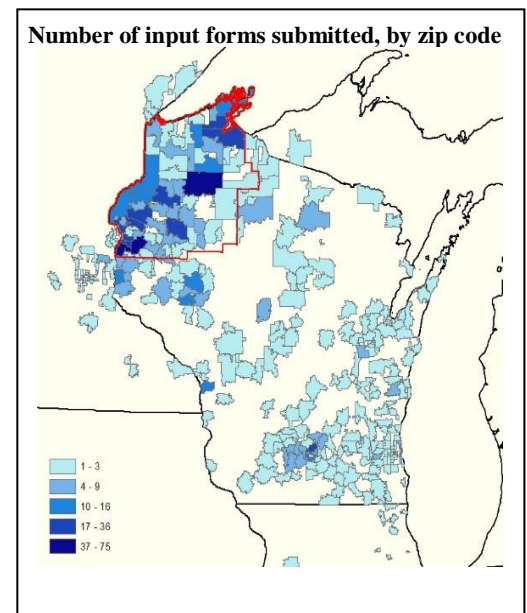 Number of input forms submitted, by zip code
1 - 3
4 - 9
10 - 16
17 - 36
37 - 75